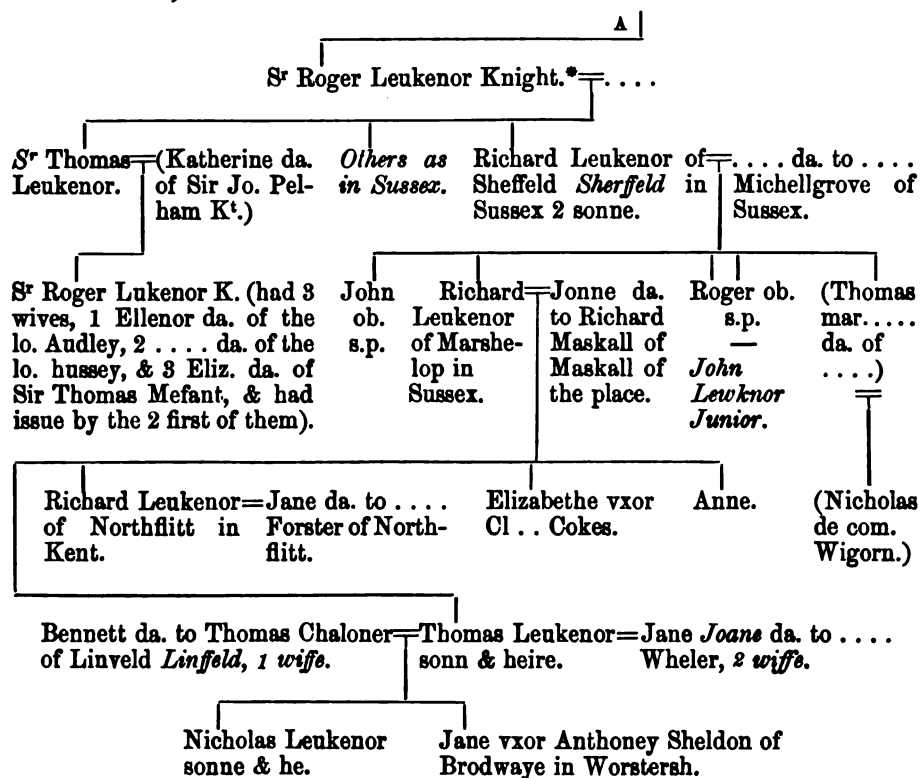 A
Sr Roger Leukenor Knight.* = ....
Sr Thomas = (Katherine da.
Leukenor. of Sir Jo. Pel-
ham Kt.)
Others as
in Sussex.
Richard Leukenor of = .... da. to ....
Sheffeld Sherffeld in Michellgrove of
Sussex 2 sonne. Sussex.
Sr Roger Lukenor K. (had 3
wives, 1 Ellenor da. of the
lo. Audley, 2 .... da. of the
lo. hussey, & 3 Eliz. da. of
Sir Thomas Mefant, & had
issue by the 2 first of them).
John
ob.
s.p.
Richard = Jonne da.
Leukenor to Richard
of Marshe- Maskall of
lop in Maskall of
Sussex. the place.
Roger ob.
s.p.
—
John
Lewknor
Junior.
(Thomas
mar.....
da. of
....)
=
Richard Leukenor = Jane da. to ....
of Northflitt in Forster of North-
Kent. flitt.
Elizabethe vxor
Cl . . Cokes.
Anne.
(Nicholas
de com.
Wigorn.)
Bennett da. to Thomas Chaloner = Thomas Leukenor = Jane Joane da. to ....
of Linveld Linffeld, 1 wiffe. sonn & heire. Wheler, 2 wiffe.
Nicholas Leukenor
sonne & he.
Jane vxor Anthoney Sheldon of
Brodwaye in Worstersh.